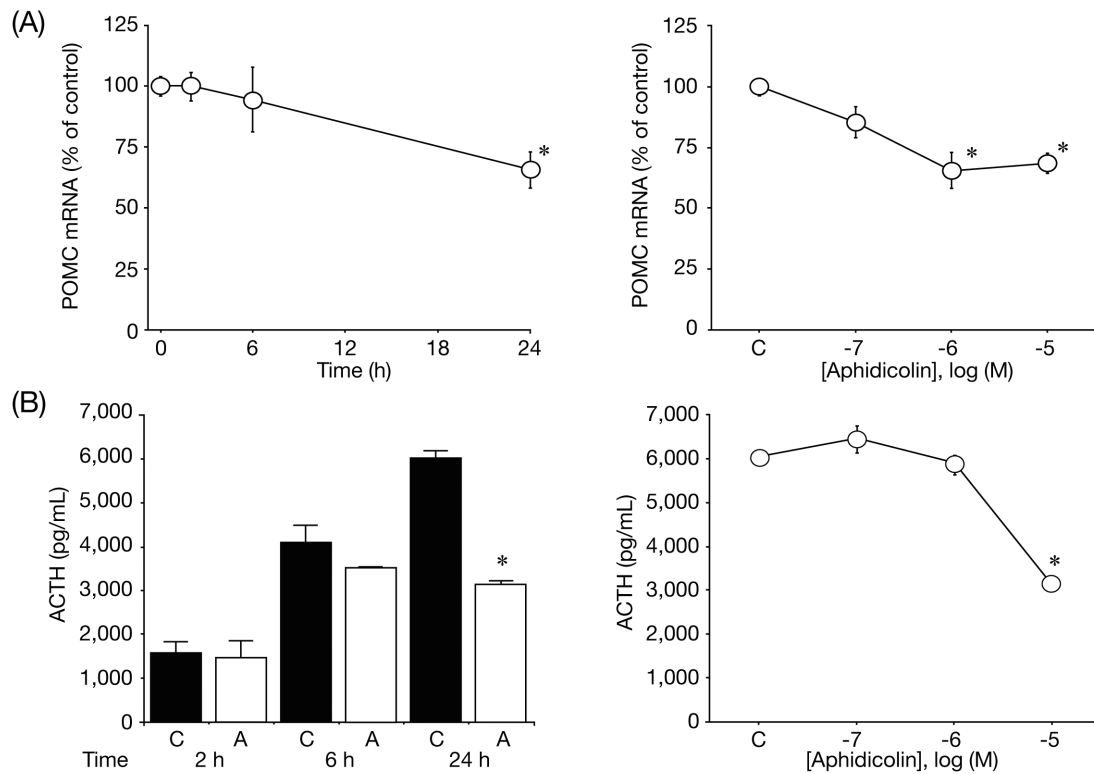 (A)
POMC mRNA (% of control)
125
100
75
50
25
0
*
0 6 12 18 24
Time (h)
POMC mRNA (% of control)
125
100
75
50
25
0
* *
C -7 -6 -5
[Aphidicolin], log (M)
(B)
ACTH (pg/mL)
7,000
6,000
5,000
4,000
3,000
2,000
1,000
0
*
C A C A C A
Time 2 h 6 h 24 h
ACTH (pg/mL)
7,000
6,000
5,000
4,000
3,000
2,000
1,000
0
*
C -7 -6 -5
[Aphidicolin], log (M)